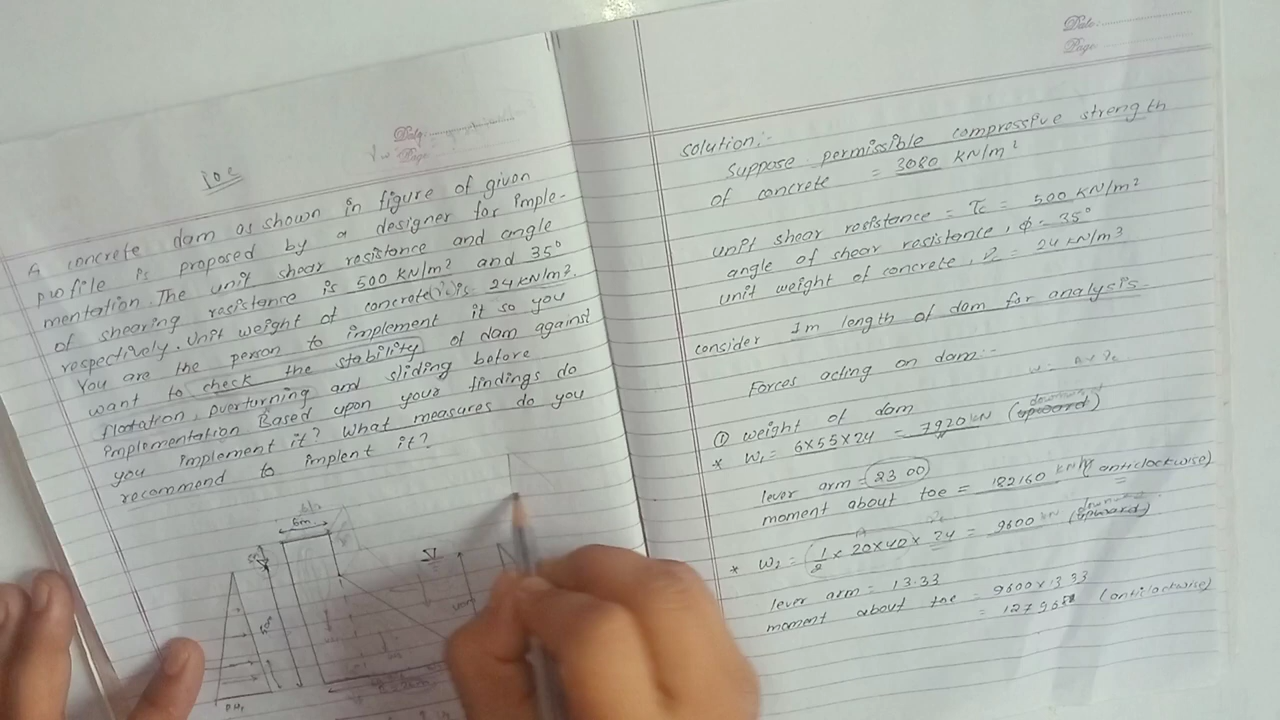 Date:
Page:
IOE
A concrete dam as shown in figure of given
profile is proposed by a designer for imple-
mentation. The unit shear resistance and angle
of shearing resistance is 500 KN/m² and 35°
respectively. Unit weight of concrete is 24 KN/m³.
You are the person to implement it so you
want to check the stability of dam against
flotation, overturning and sliding before
implementation. Based upon your findings do
you implement it? What measures do you
recommend to implent it?
6m
Date:
Page:
solution:-
Suppose permissible compressive strength
of concrete = 3080 KN/m²
unit shear rosistance = τc = 500 KN/m²
angle of shear resistance, φ = 35°
unit weight of concrete, = 24 KN/m³
consider 1m length of dam for analysis.
Forces acting on dam:-
① weight of dam
* W₁ = 6×55×24 = 7920 KN (upward) downward
lever arm = 23.00
moment about toe = 182160 KN/m (anticlockwise)
* W₂ = (1/2 × 20×40 × 24 = 9600 KN (upward)
lever arm = 13.33
moment about toe = 9600×13.33
= (anticlockwise)